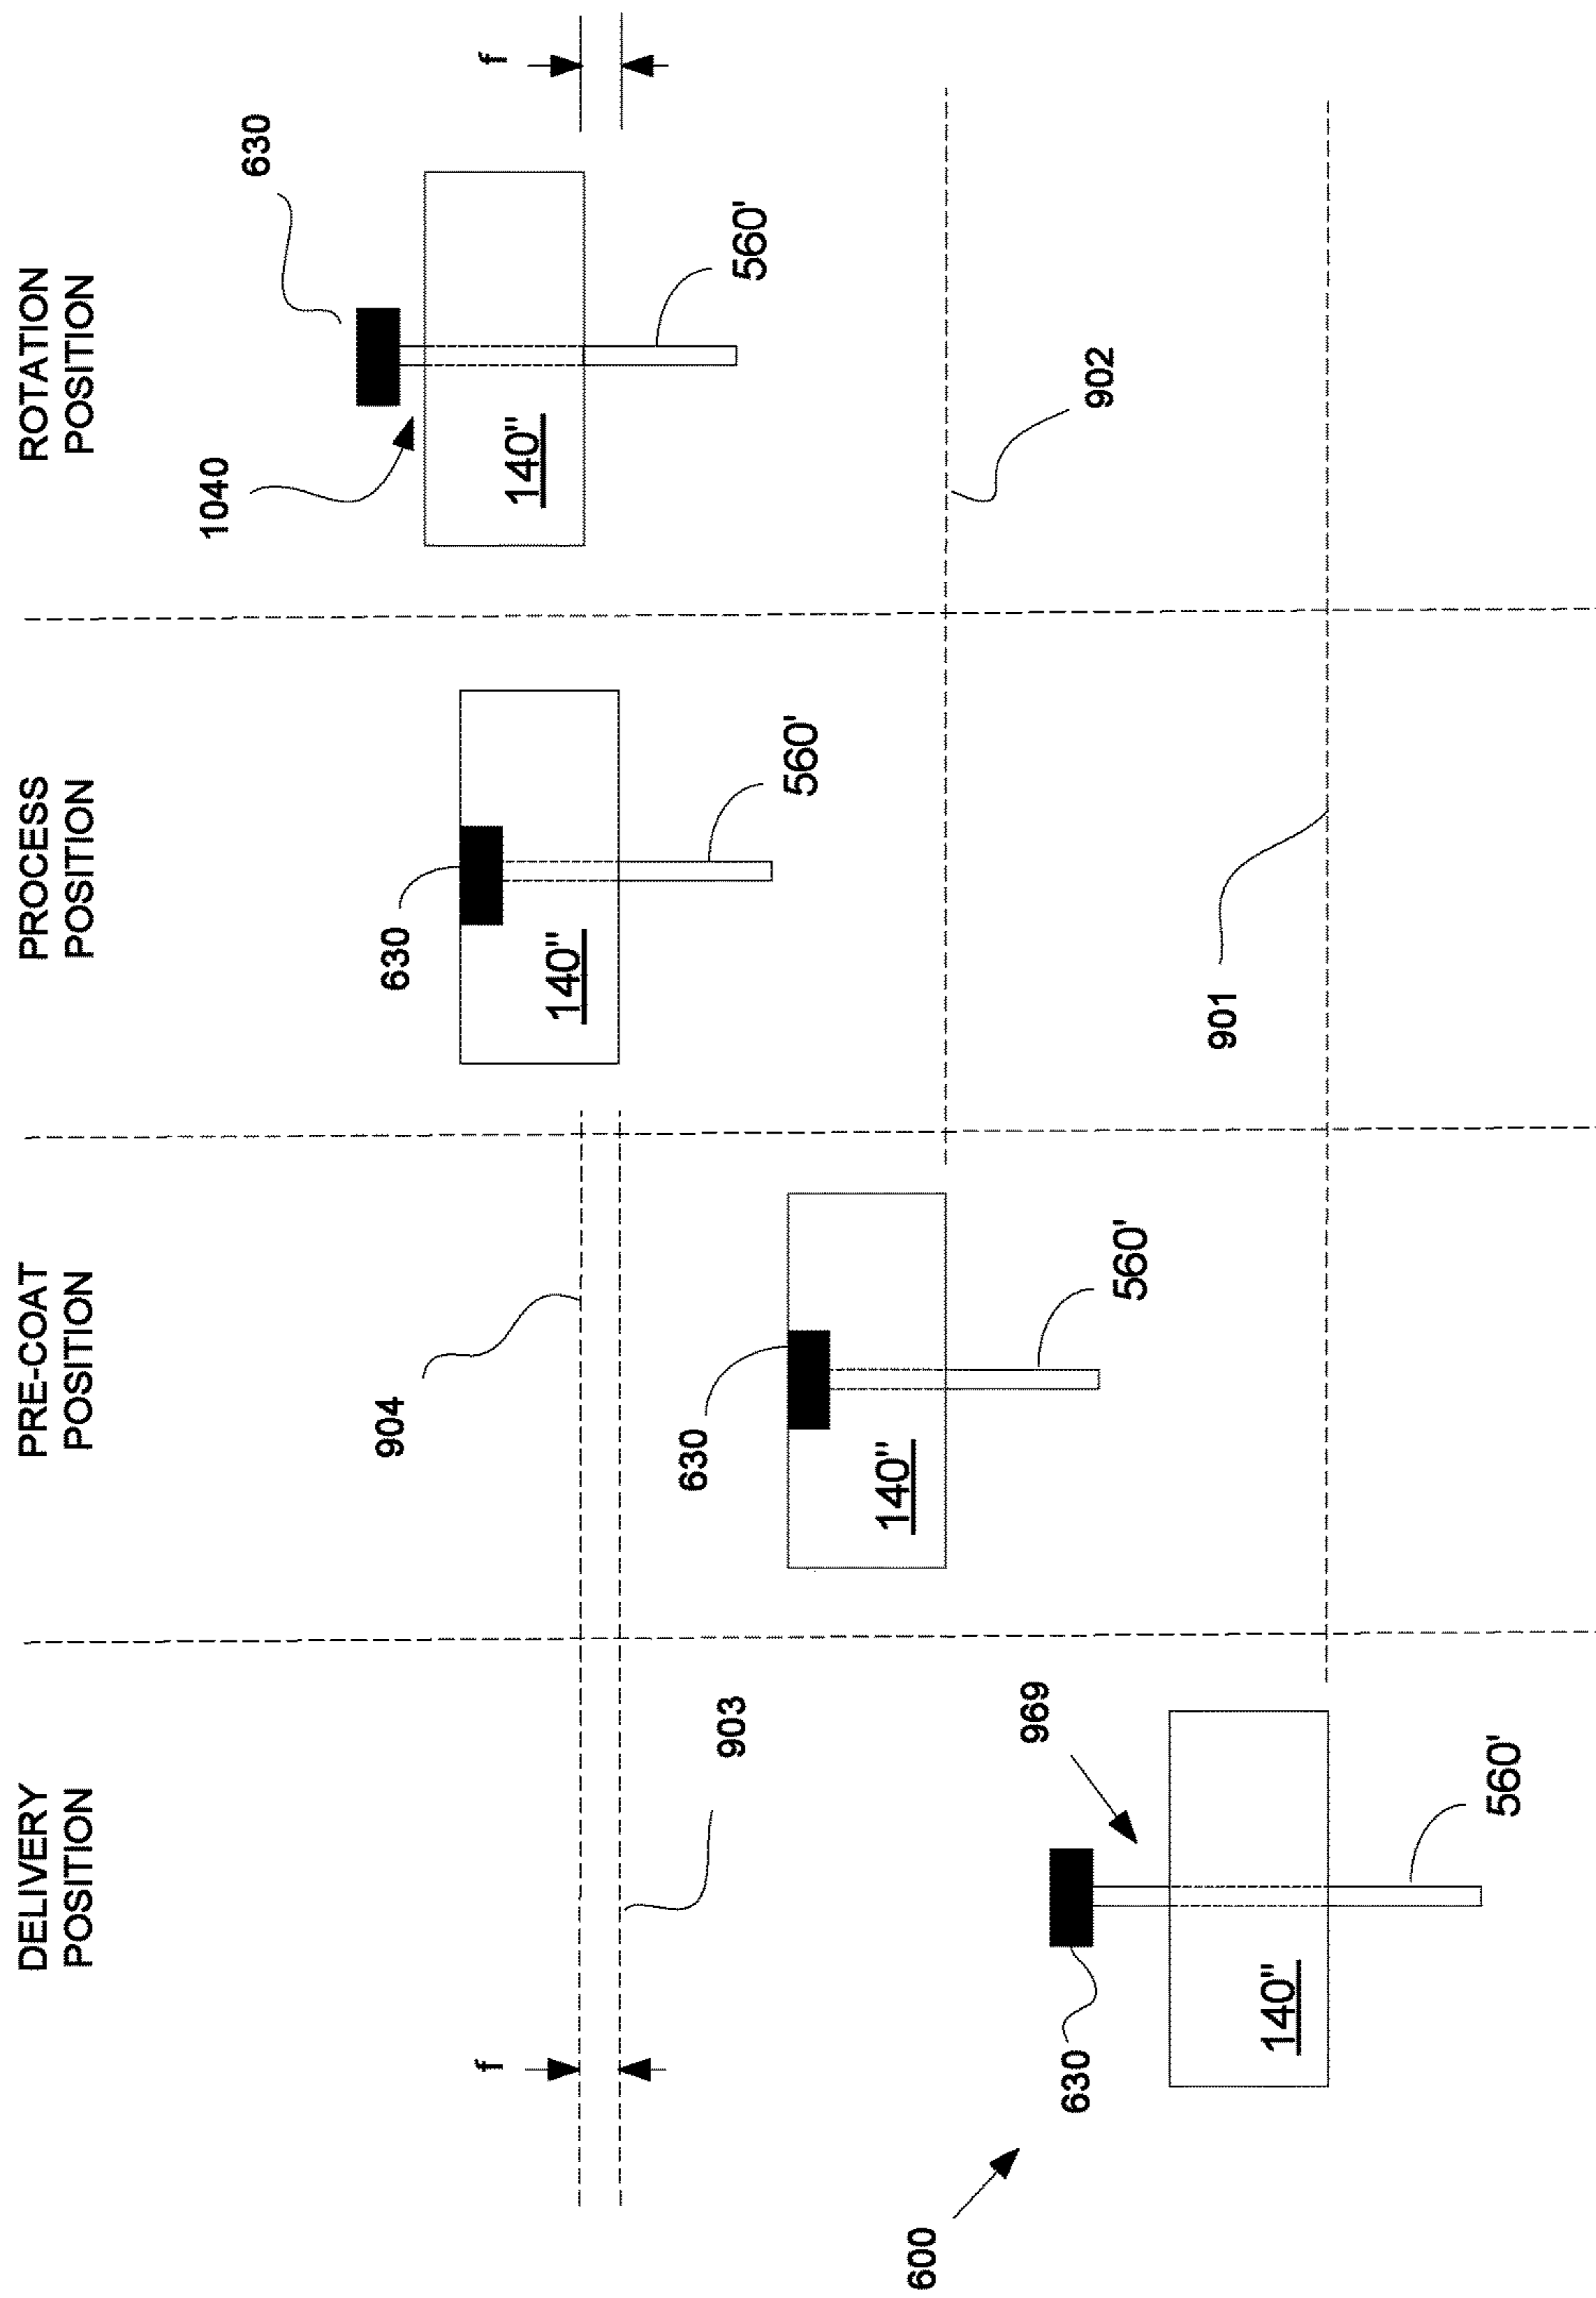 DELIVERY
POSITION
PRE-COAT
POSITION
PROCESS
POSITION
ROTATION
POSITION
f
903
600
630
969
140"
560'
904
630
140"
560'
630
140"
560'
901
630
1040
f
140"
560'
902